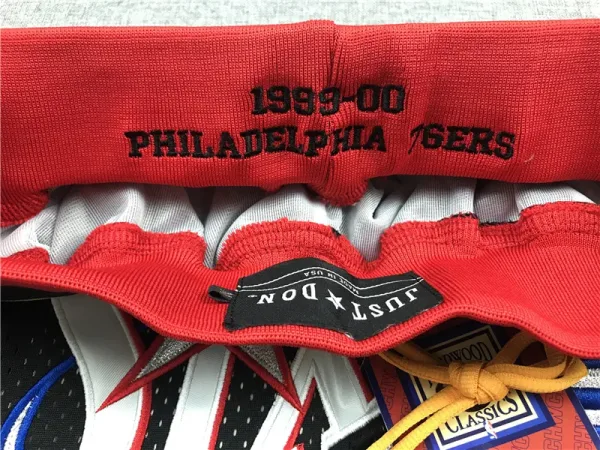 1999-00
PHILADELPHIA 76ERS
JUST★DON
MADE IN USA
CLASSICS